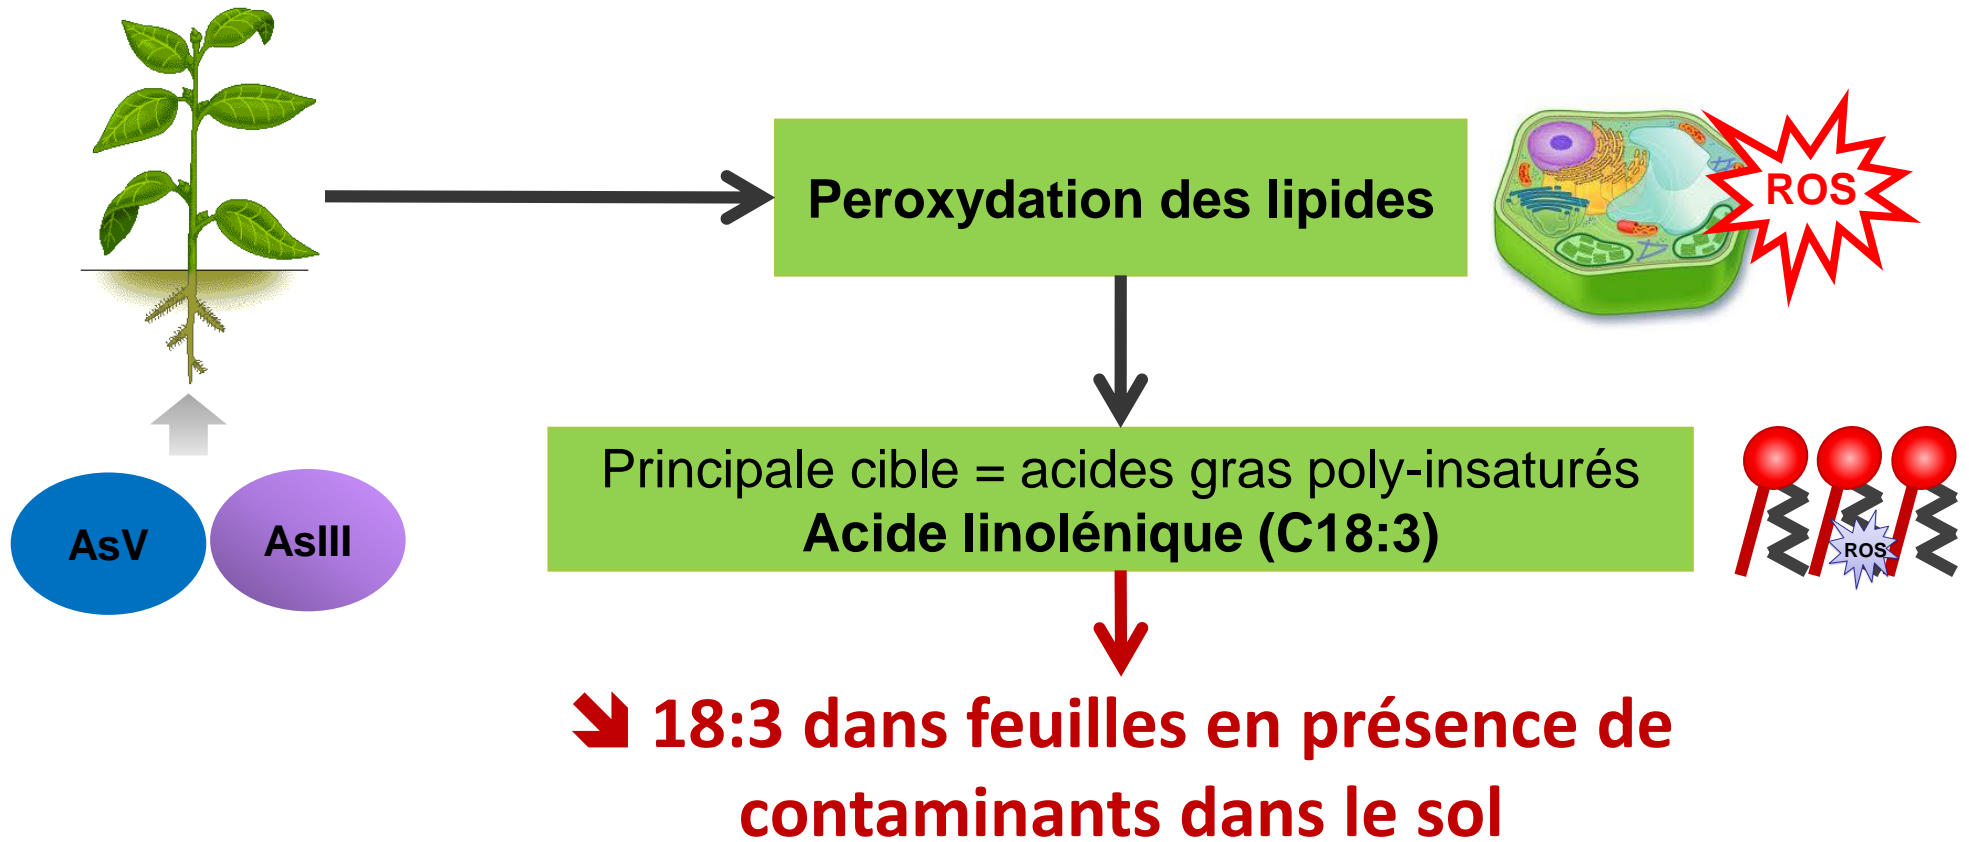 Peroxydation des lipides
ROS
Principale cible = acides gras poly-insaturés
Acide linolénique (C18:3)
ROS
AsV
AsIII
➘ 18:3 dans feuilles en présence de
contaminants dans le sol